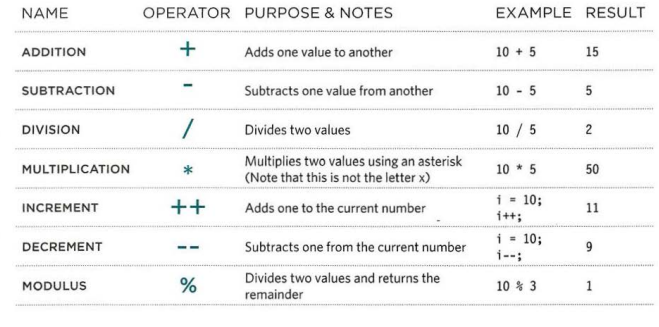 NAME OPERATOR PURPOSE & NOTES EXAMPLE RESULT
ADDITION + Adds one value to another 10 + 5 15
SUBTRACTION - Subtracts one value from another 10 - 5 5
DIVISION / Divides two values 10 / 5 2
MULTIPLICATION * Multiplies two values using an asterisk 10 * 5 50
(Note that this is not the letter x)
INCREMENT ++ Adds one to the current number i = 10; 11
i++;
DECREMENT -- Subtracts one from the current number i = 10; 9
i--;
MODULUS % Divides two values and returns the 10 % 3 1
remainder